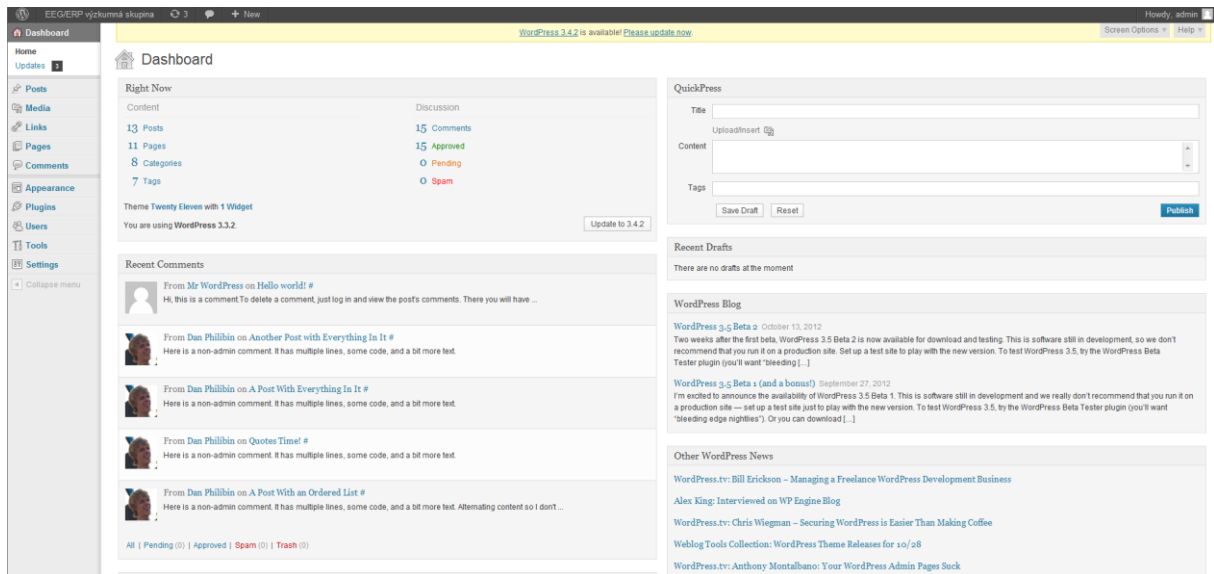 EEG/ERP výzkumná skupina 3 + New Howdy, admin
Dashboard
Home
Updates 3
Posts
Media
Links
Pages
Comments
Appearance
Plugins
Users
Tools
Settings
Collapse menu
WordPress 3.4.2 is available! Please update now.
Screen Options Help
Dashboard
Right Now
Content Discussion
13 Posts 15 Comments
11 Pages 15 Approved
8 Categories 0 Pending
7 Tags 0 Spam
Theme Twenty Eleven with 1 Widget
You are using WordPress 3.3.2. Update to 3.4.2
Recent Comments
From Mr WordPress on Hello world! #
Hi, this is a comment.To delete a comment, just log in and view the post's comments. There you will have ...
From Dan Philibin on Another Post with Everything In It #
Here is a non-admin comment. It has multiple lines, some code, and a bit more text.
From Dan Philibin on A Post With Everything In It #
Here is a non-admin comment. It has multiple lines, some code, and a bit more text.
From Dan Philibin on Quotes Time! #
Here is a non-admin comment. It has multiple lines, some code, and a bit more text.
From Dan Philibin on A Post With an Ordered List #
Here is a non-admin comment. It has multiple lines, some code, and a bit more text. Alternating content so I don't ...
All | Pending (0) | Approved | Spam (0) | Trash (0)
QuickPress
Title
Upload/Insert
Content
Tags
Save Draft Reset Publish
Recent Drafts
There are no drafts at the moment
WordPress Blog
WordPress 3.5 Beta 2 October 13, 2012
Two weeks after the first beta, WordPress 3.5 Beta 2 is now available for download and testing. This is software still in development, so we don't
recommend that you run it on a production site. Set up a test site to play with the new version. To test WordPress 3.5, try the WordPress Beta
Tester plugin (you'll want "bleeding […]
WordPress 3.5 Beta 1 (and a bonus!) September 27, 2012
I'm excited to announce the availability of WordPress 3.5 Beta 1. This is software still in development and we really don't recommend that you run it on
a production site — set up a test site just to play with the new version. To test WordPress 3.5, try the WordPress Beta Tester plugin (you'll want
"bleeding edge nightlies"). Or you can download […]
Other WordPress News
WordPress.tv: Bill Erickson – Managing a Freelance WordPress Development Business
Alex King: Interviewed on WP Engine Blog
WordPress.tv: Chris Wiegman – Securing WordPress is Easier Than Making Coffee
Weblog Tools Collection: WordPress Theme Releases for 10/28
WordPress.tv: Anthony Montalbano: Your WordPress Admin Pages Suck